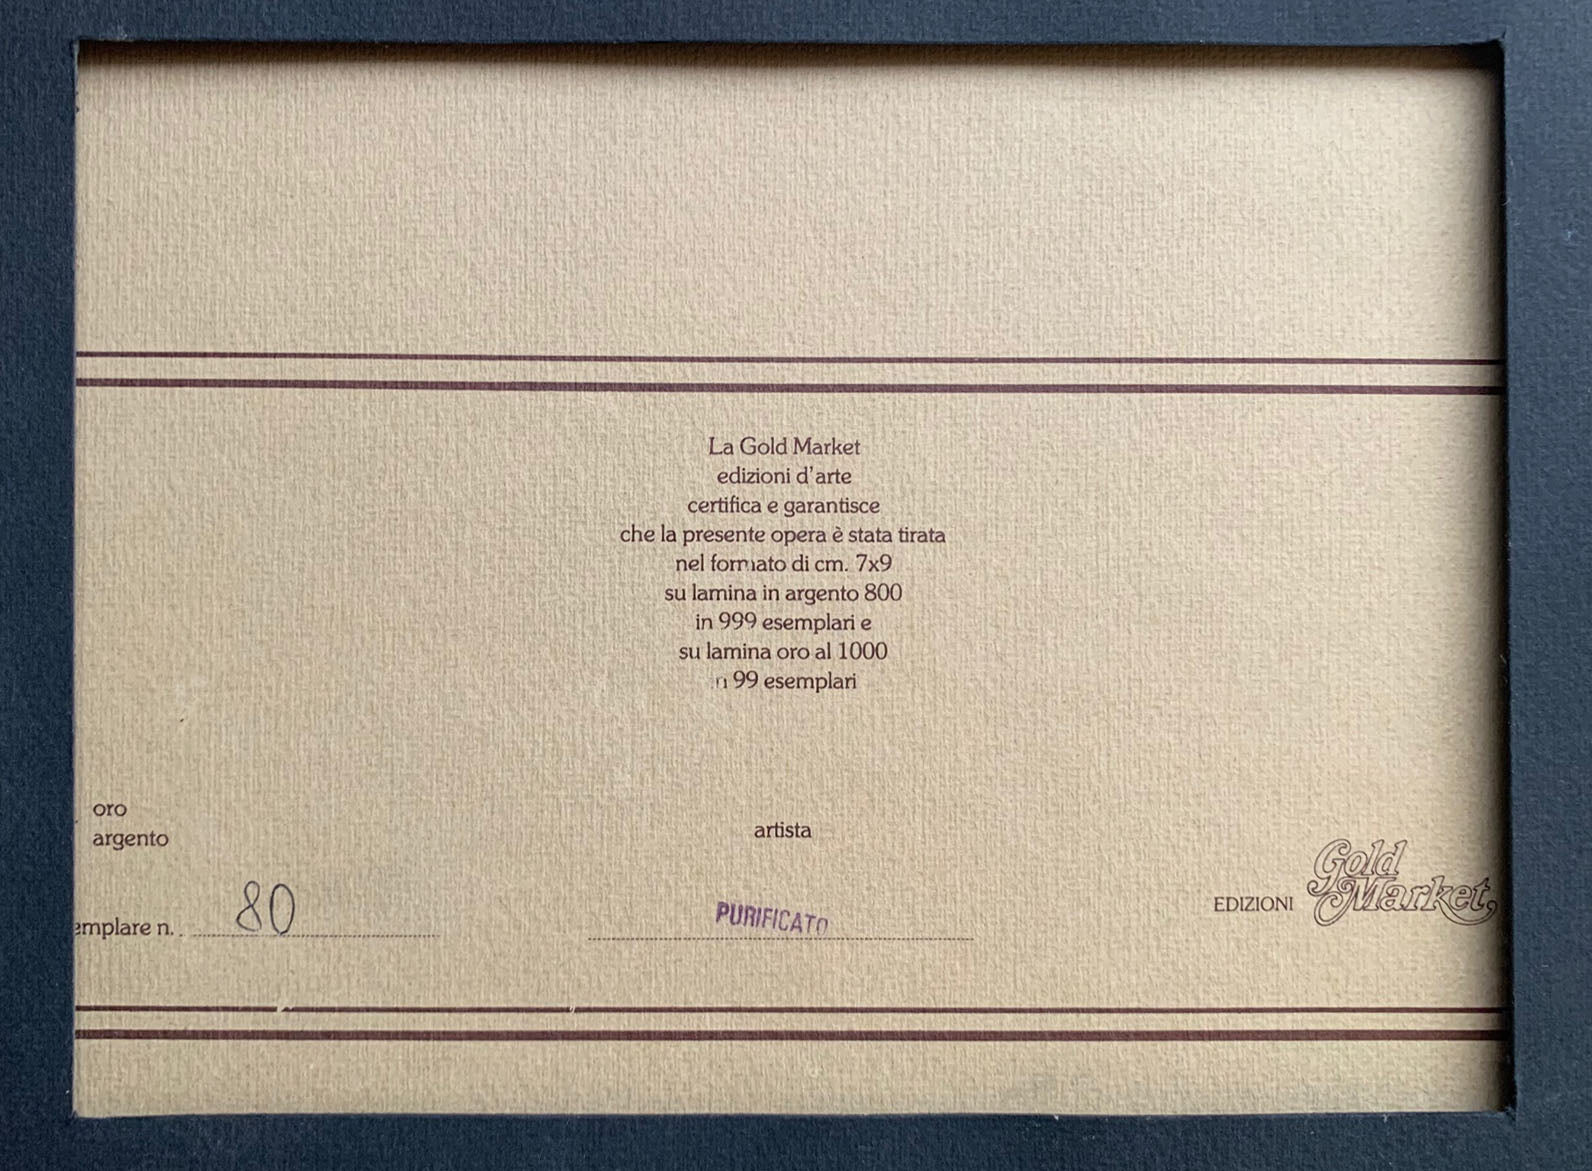 La Gold Market
edizioni d'arte
certifica e garantisce
che la presente opera è stata tirata
nel formato di cm. 7x9
su lamina in argento 800
in 999 esemplari e
su lamina oro al 1000
n 99 esemplari
oro
argento
artista
emplare n. 80
PURIFICATO
EDIZIONI Gold Market